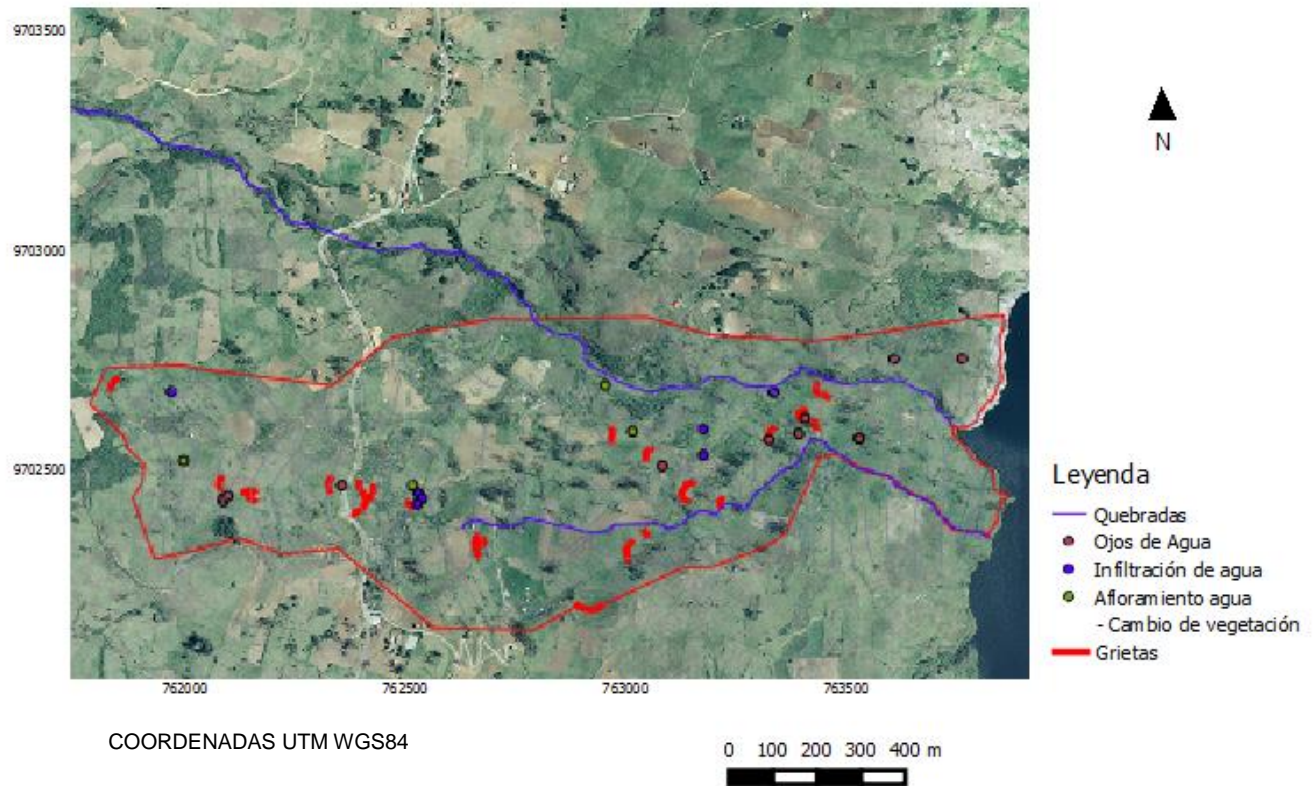 9703500
9703000
9702500
762000 762500 763000 763500
N
Leyenda
Quebradas
Ojos de Agua
Infiltración de agua
Afloramiento agua
- Cambio de vegetación
Grietas
COORDENADAS UTM WGS84
0 100 200 300 400 m